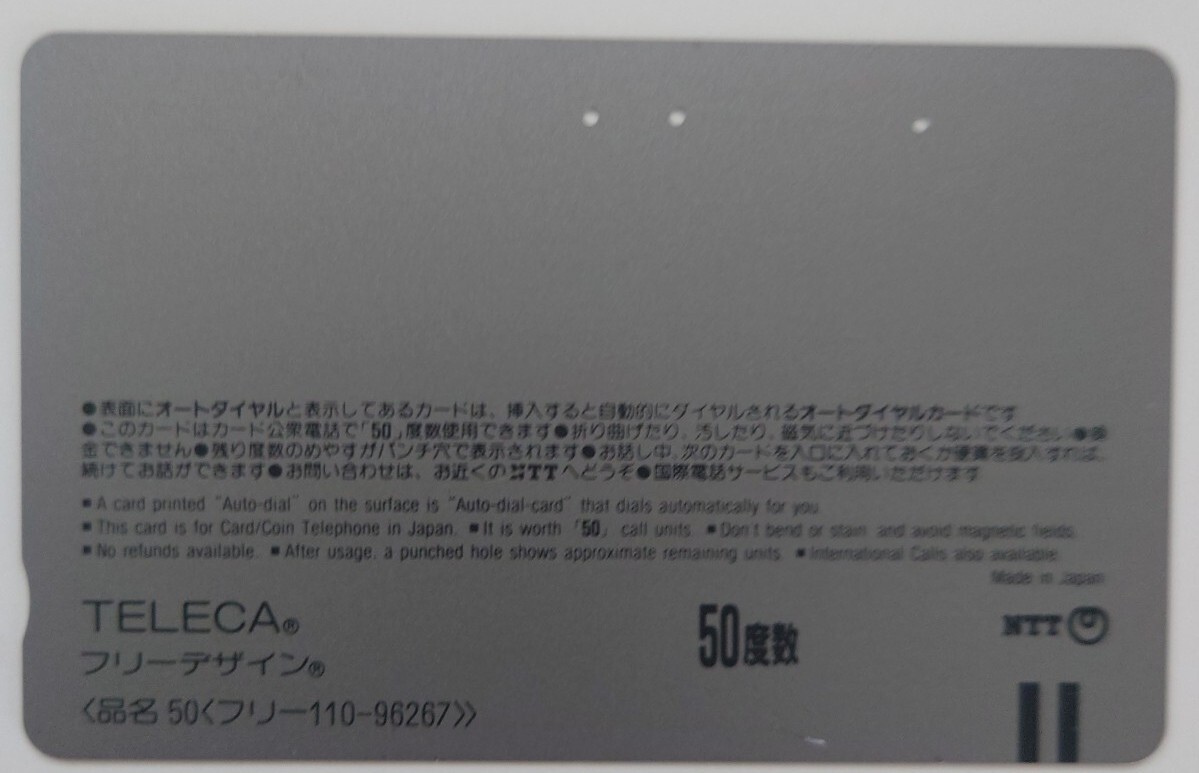 ●表面にオートダイヤルと表示してあるカードは、挿入すると自動的にダイヤルされるオートダイヤルカードです
●このカードはカード公衆電話で「50」度数使用できます●折り曲げたり、汚したり、磁気に近づけたりしないでください●換
金できません●残り度数のめやすがパンチ穴で表示されます●お話し中、次のカードを入口に入れておくか硬貨を投入すれば、
続けてお話ができます●お問い合わせは、お近くのNTTへどうぞ●国際電話サービスもご利用いただけます
■A card printed "Auto-dial" on the surface is "Auto-dial-card" that dials automatically for you.
■This card is for Card/Coin Telephone in Japan. ■It is worth 「50」 call units. ■Don't bend or stain, and avoid magnetic fields.
■No refunds available. ■After usage, a punched hole shows approximate remaining units. ■International Calls also available.
Made in Japan
TELECA®
フリーデザイン®
50度数
NTT
〈品名 50〈フリー110-96267〉〉